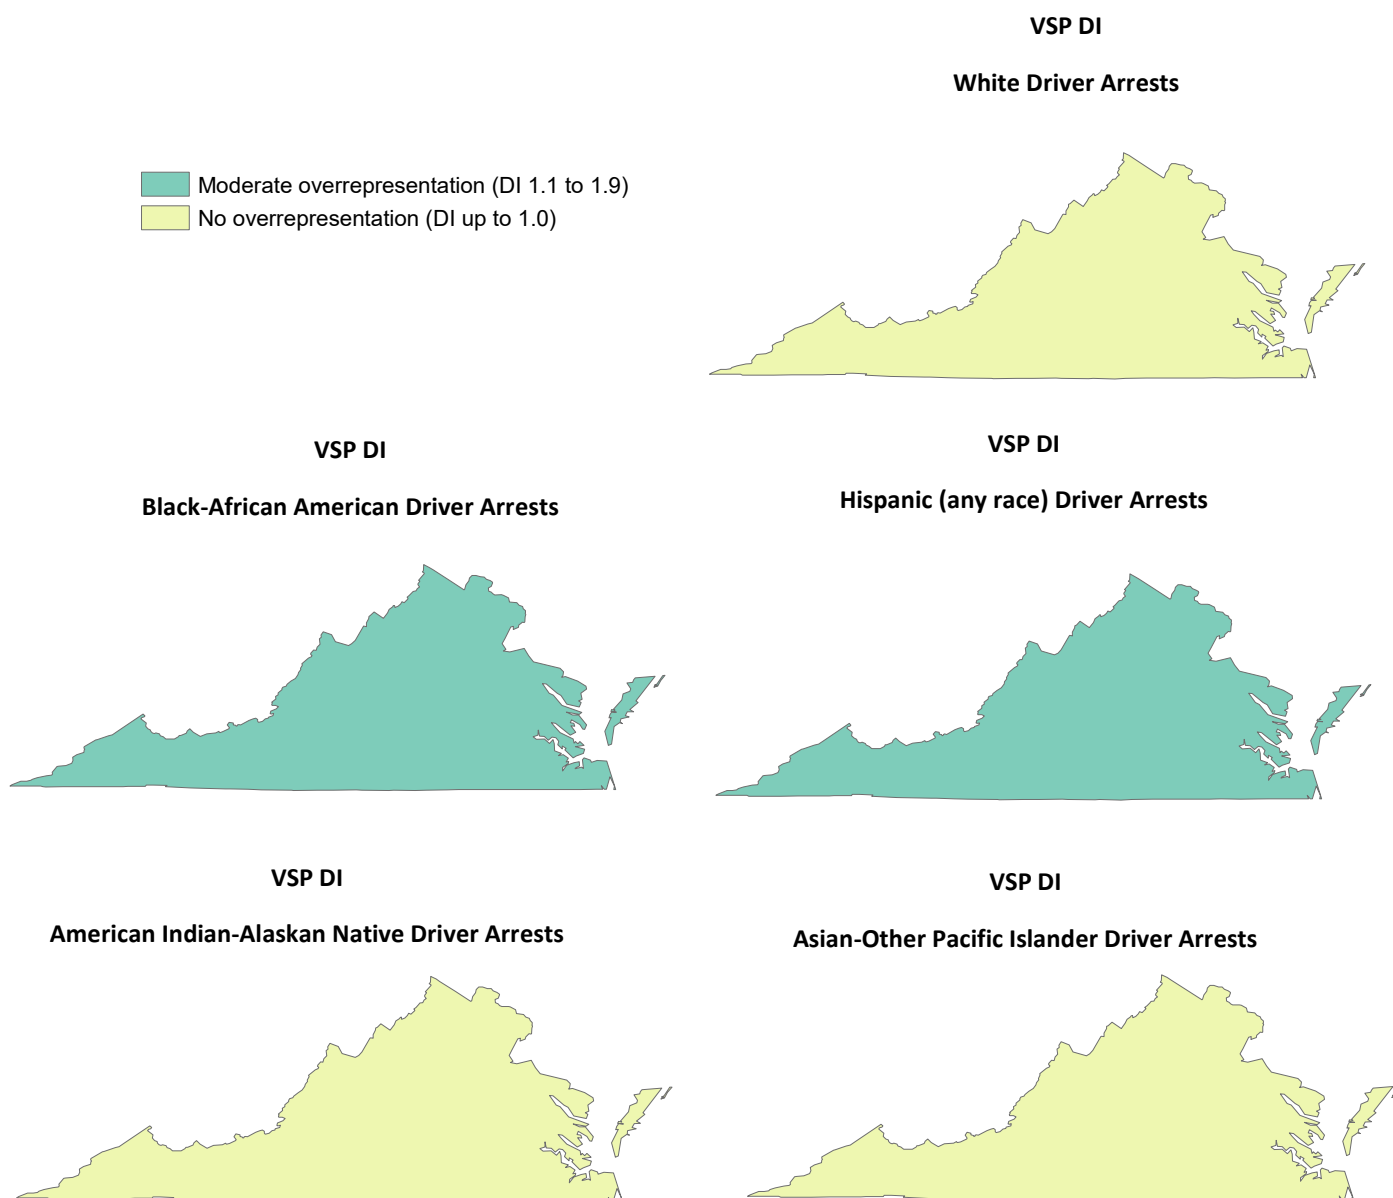 VSP DI
White Driver Arrests
Moderate overrepresentation (DI 1.1 to 1.9)
No overrepresentation (DI up to 1.0)
VSP DI
Black-African American Driver Arrests
VSP DI
Hispanic (any race) Driver Arrests
VSP DI
American Indian-Alaskan Native Driver Arrests
VSP DI
Asian-Other Pacific Islander Driver Arrests